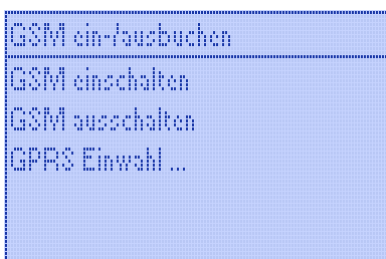 GSM ein-/ausbuchen
GSM einschalten
GSM ausschalten
GPRS Einwahl ...